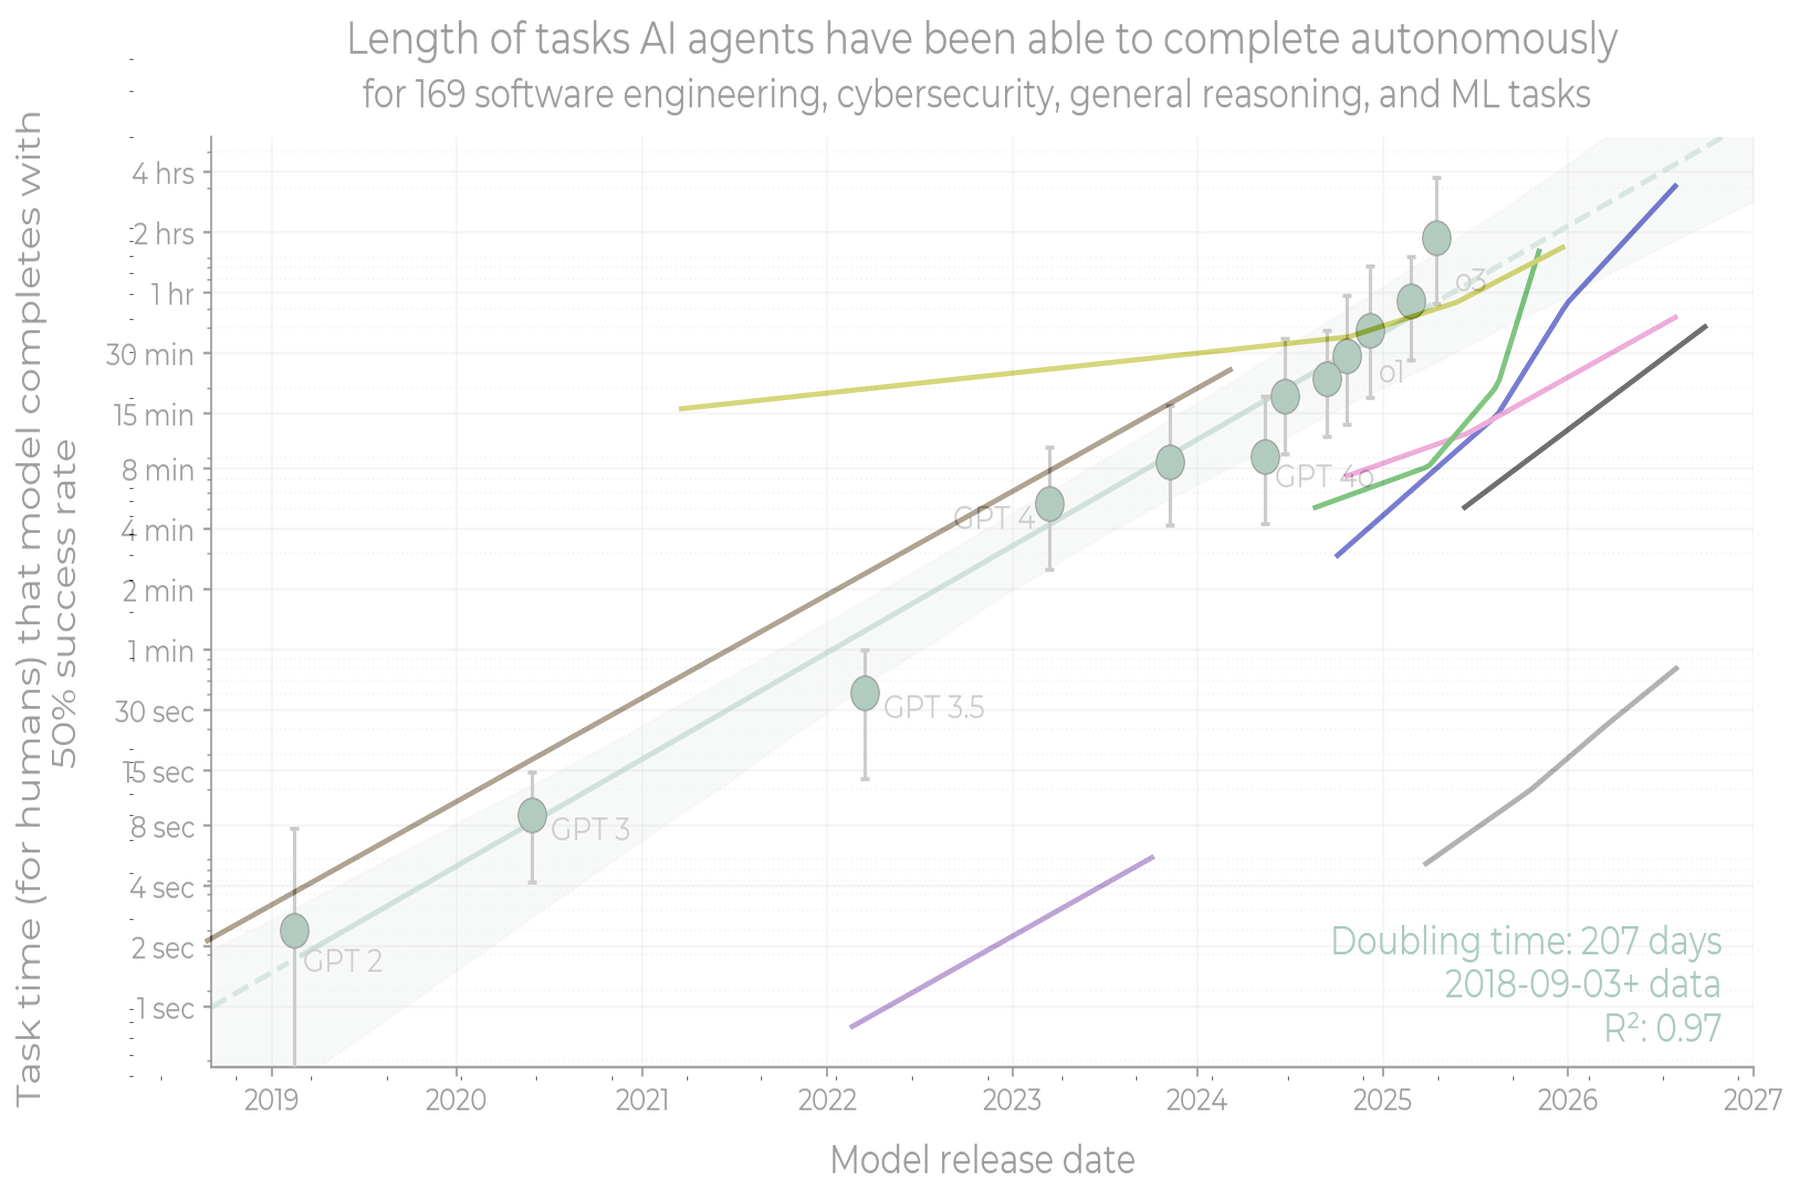 Length of tasks AI agents have been able to complete autonomously
for 169 software engineering, cybersecurity, general reasoning, and ML tasks
Task time (for humans) that model completes with
50% success rate
4 hrs
2 hrs
1 hr
30 min
15 min
8 min
4 min
2 min
1 min
30 sec
15 sec
8 sec
4 sec
2 sec
1 sec
o3
o1
GPT 4o
GPT 4
GPT 3.5
GPT 3
GPT 2
Doubling time: 207 days
2018-09-03+ data
R²: 0.97
2019 2020 2021 2022 2023 2024 2025 2026 2027
Model release date